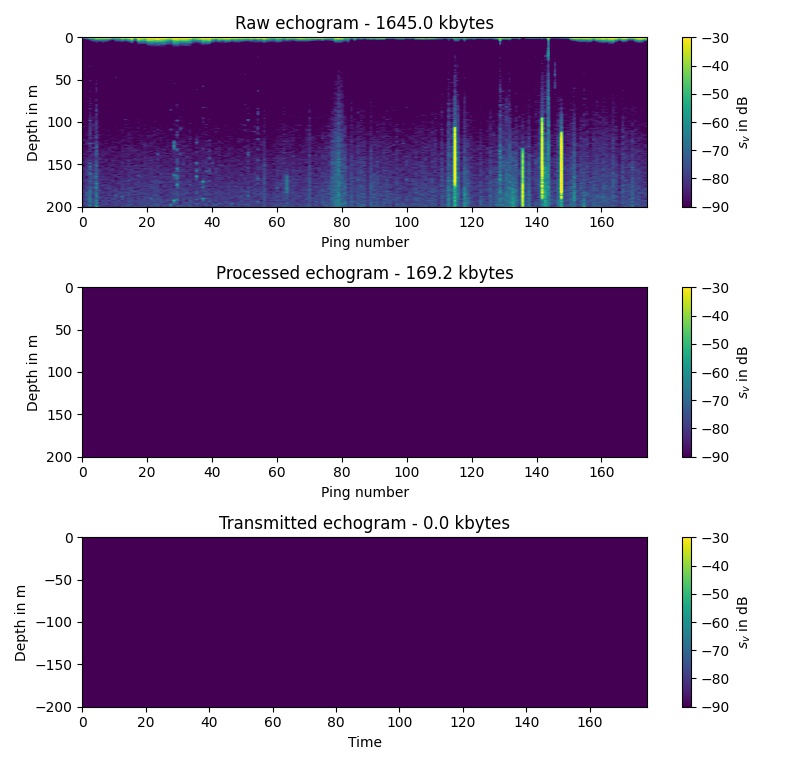 Raw echogram - 1645.0 kbytes
0
50
100
150
200
Depth in m
0 20 40 60 80 100 120 140 160
Ping number
−30
−40
−50
−60
−70
−80
−90
sv in dB
Processed echogram - 169.2 kbytes
0
50
100
150
200
Depth in m
0 20 40 60 80 100 120 140 160
Ping number
−30
−40
−50
−60
−70
−80
−90
sv in dB
Transmitted echogram - 0.0 kbytes
0
−50
−100
−150
−200
Depth in m
0 20 40 60 80 100 120 140 160
Time
−30
−40
−50
−60
−70
−80
−90
sv in dB